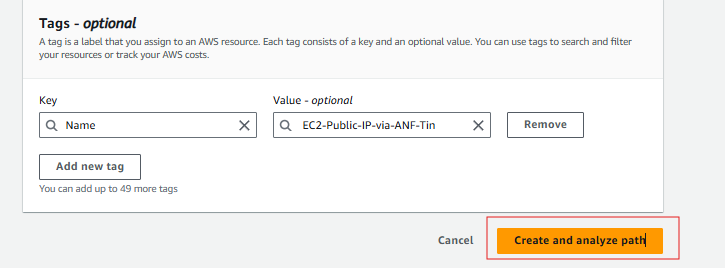 Tags - optional
A tag is a label that you assign to an AWS resource. Each tag consists of a key and an optional value. You can use tags to search and filter
your resources or track your AWS costs.
Key
Value - optional
Name
EC2-Public-IP-via-ANF-Tin
Remove
Add new tag
You can add up to 49 more tags
Cancel
Create and analyze path